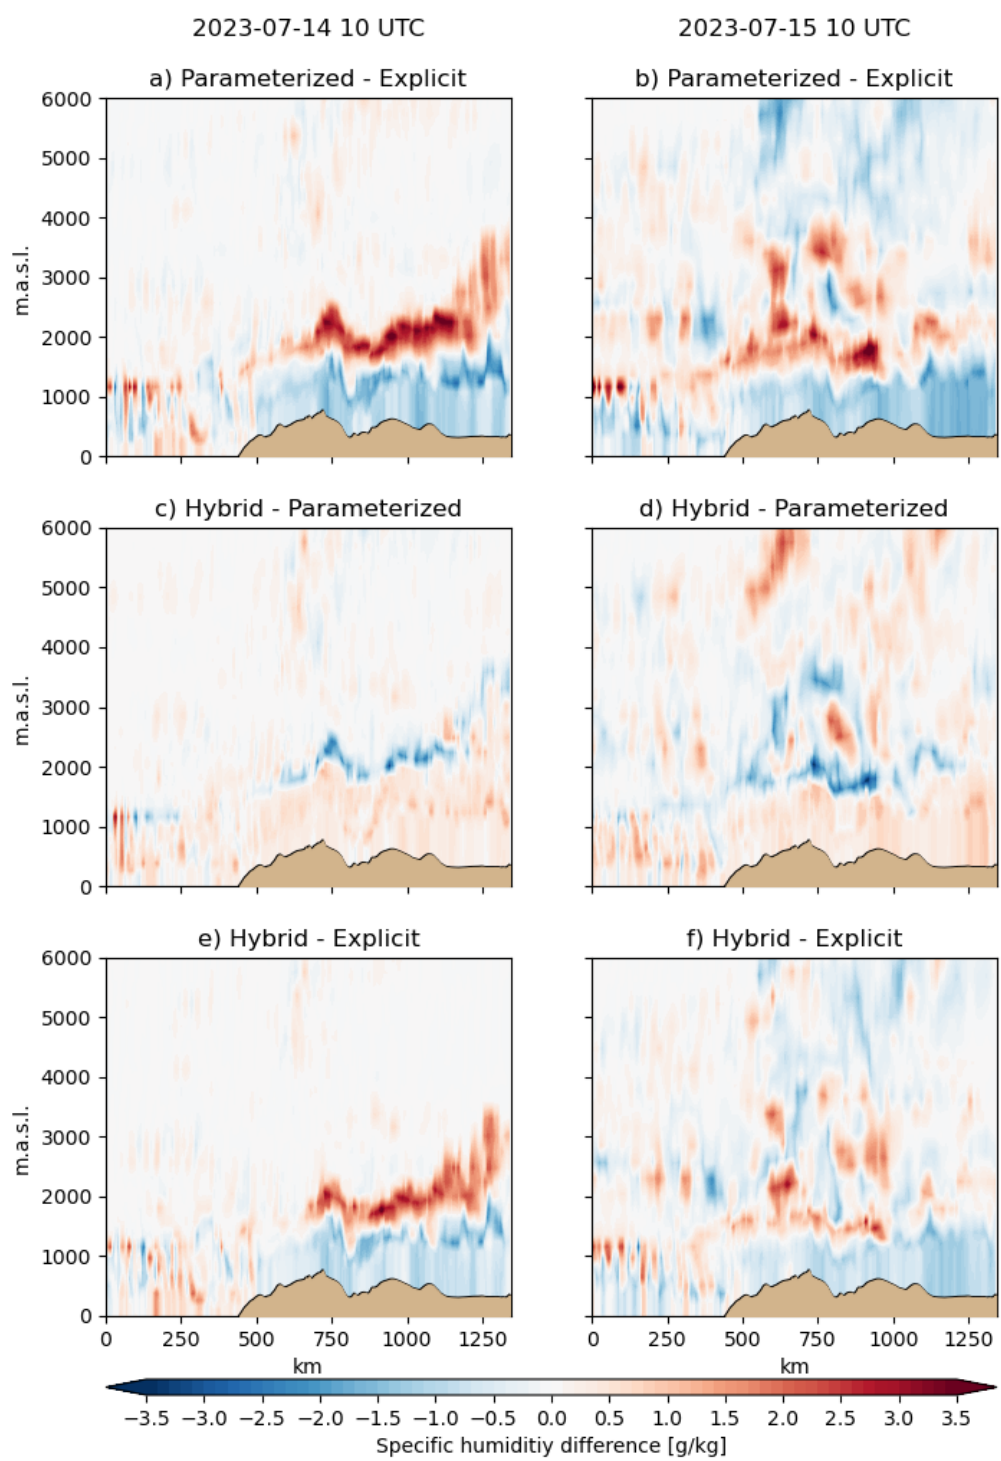 2023-07-14 10 UTC
2023-07-15 10 UTC
a) Parameterized - Explicit
b) Parameterized - Explicit
6000
5000
4000
3000
2000
1000
0
m.a.s.l.
c) Hybrid - Parameterized
d) Hybrid - Parameterized
6000
5000
4000
3000
2000
1000
0
m.a.s.l.
e) Hybrid - Explicit
f) Hybrid - Explicit
6000
5000
4000
3000
2000
1000
0
m.a.s.l.
0 250 500 750 1000 1250
km
0 250 500 750 1000 1250
km
−3.5 −3.0 −2.5 −2.0 −1.5 −1.0 −0.5 0.0 0.5 1.0 1.5 2.0 2.5 3.0 3.5
Specific humiditiy difference [g/kg]